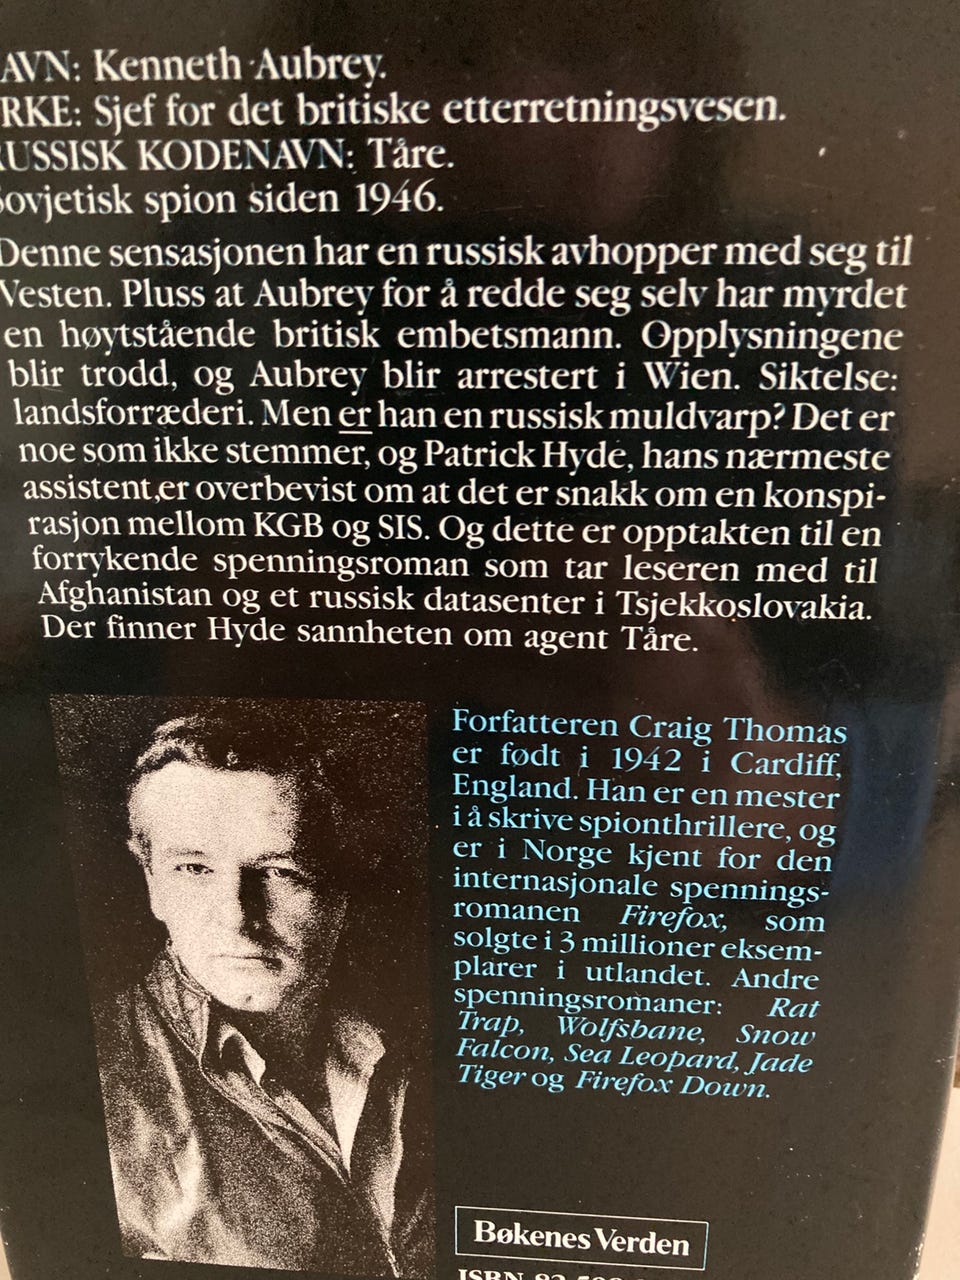 AVN: Kenneth Aubrey.
RKE: Sjef for det britiske etterretningsvesen.
RUSSISK KODENAVN: Tåre.
Sovjetisk spion siden 1946.
Denne sensasjonen har en russisk avhopper med seg til
Vesten. Pluss at Aubrey for å redde seg selv har myrdet
en høytstående britisk embetsmann. Opplysningene
blir trodd, og Aubrey blir arrestert i Wien. Siktelse:
landsforræderi. Men er han en russisk muldvarp? Det er
noe som ikke stemmer, og Patrick Hyde, hans nærmeste
assistent,er overbevist om at det er snakk om en konspi-
rasjon mellom KGB og SIS. Og dette er opptakten til en
forrykende spenningsroman som tar leseren med til
Afghanistan og et russisk datasenter i Tsjekkoslovakia.
Der finner Hyde sannheten om agent Tåre.
Forfatteren Craig Thomas
er født i 1942 i Cardiff,
England. Han er en mester
i å skrive spionthrillere, og
er i Norge kjent for den
internasjonale spennings-
romanen Firefox, som
solgte i 3 millioner eksem-
plarer i utlandet. Andre
spenningsromaner: Rat
Trap, Wolfsbane, Snow
Falcon, Sea Leopard, Jade
Tiger og Firefox Down.
Bøkenes Verden
ISBN 82